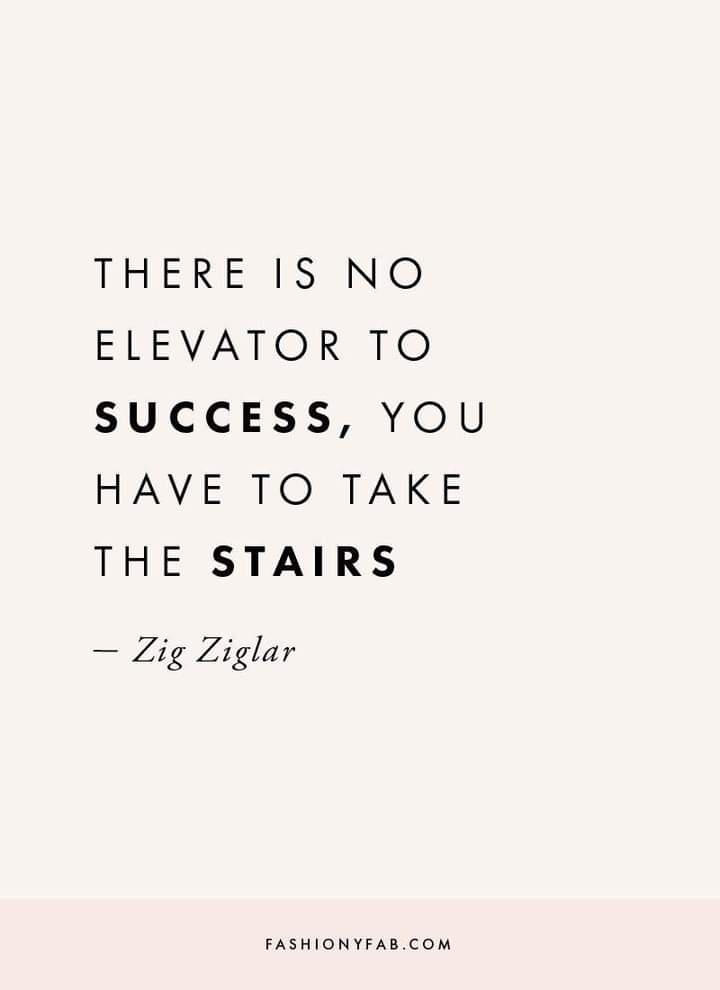 THERE IS NO
ELEVATOR TO
SUCCESS, YOU
HAVE TO TAKE
THE STAIRS
— Zig Ziglar
FASHIONYFAB.COM